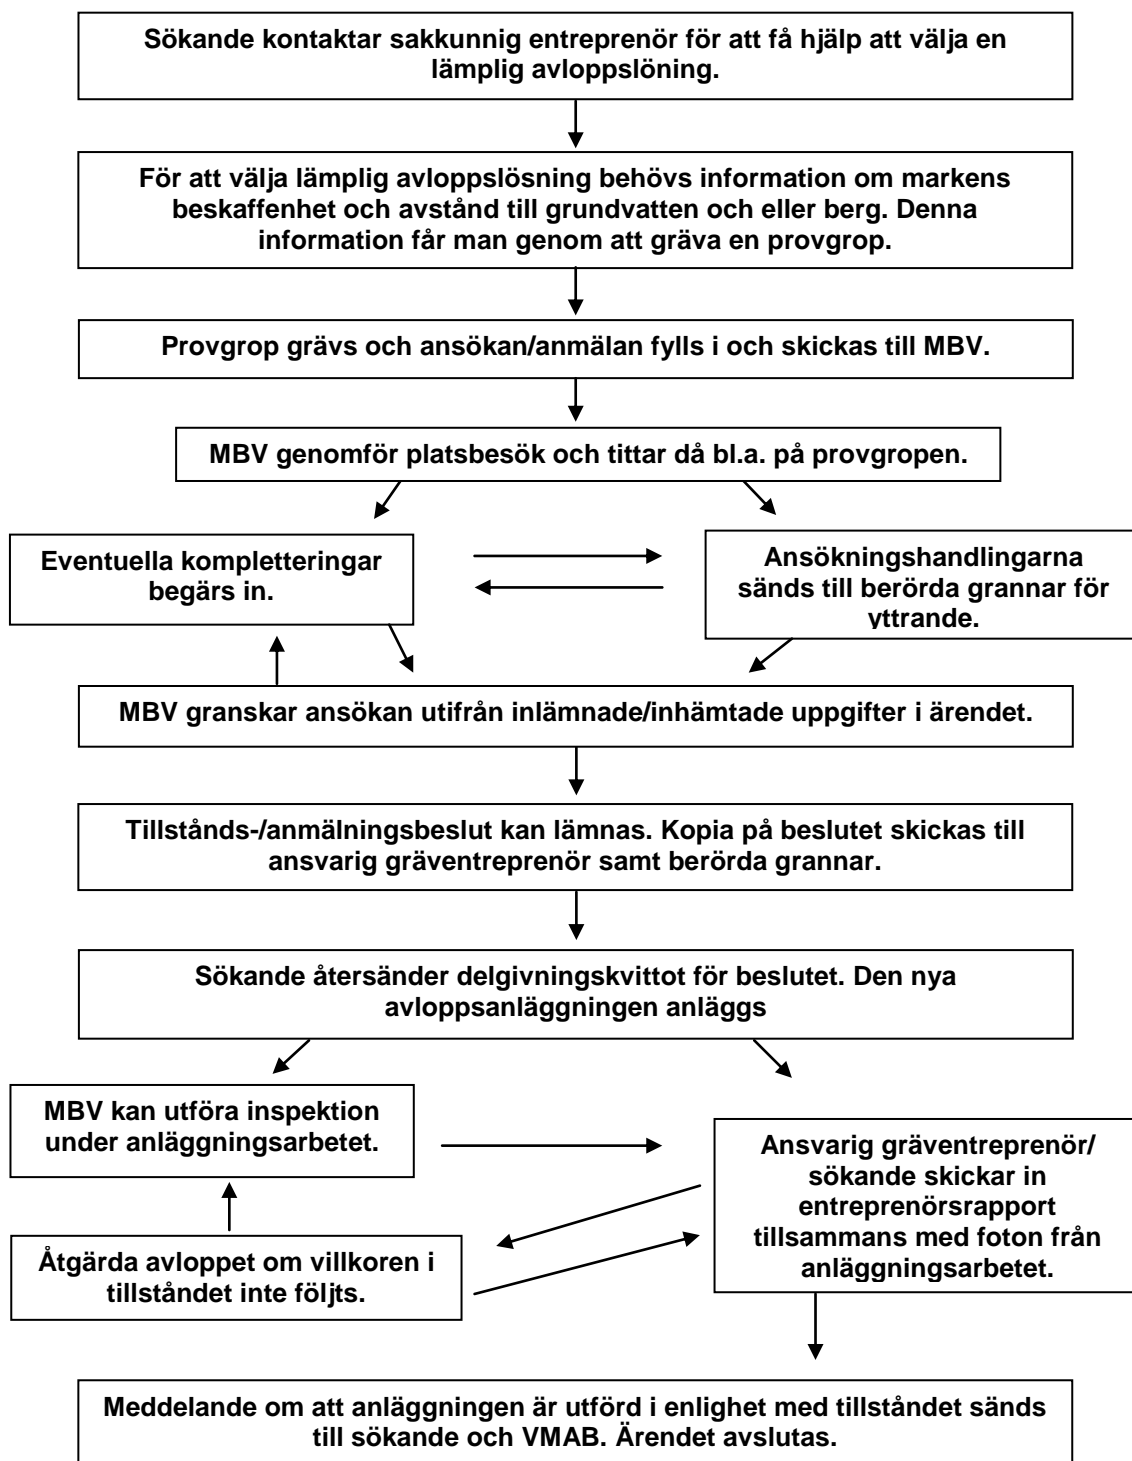 Sökande kontaktar sakkunnig entreprenör för att få hjälp att välja en
lämplig avloppslöning.
För att välja lämplig avloppslösning behövs information om markens
beskaffenhet och avstånd till grundvatten och eller berg. Denna
information får man genom att gräva en provgrop.
Provgrop grävs och ansökan/anmälan fylls i och skickas till MBV.
MBV genomför platsbesök och tittar då bl.a. på provgropen.
Eventuella kompletteringar
begärs in.
Ansökningshandlingarna
sänds till berörda grannar för
yttrande.
MBV granskar ansökan utifrån inlämnade/inhämtade uppgifter i ärendet.
Tillstånds-/anmälningsbeslut kan lämnas. Kopia på beslutet skickas till
ansvarig gräventreprenör samt berörda grannar.
Sökande återsänder delgivningskvittot för beslutet. Den nya
avloppsanläggningen anläggs
MBV kan utföra inspektion
under anläggningsarbetet.
Ansvarig gräventreprenör/
sökande skickar in
entreprenörsrapport
tillsammans med foton från
anläggningsarbetet.
Åtgärda avloppet om villkoren i
tillståndet inte följts.
Meddelande om att anläggningen är utförd i enlighet med tillståndet sänds
till sökande och VMAB. Ärendet avslutas.